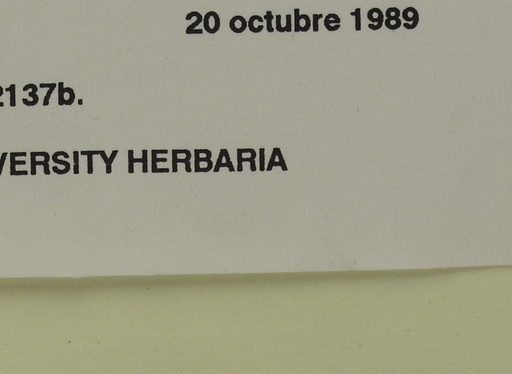 20 octubre 1989
2137b.
VERSITY HERBARIA